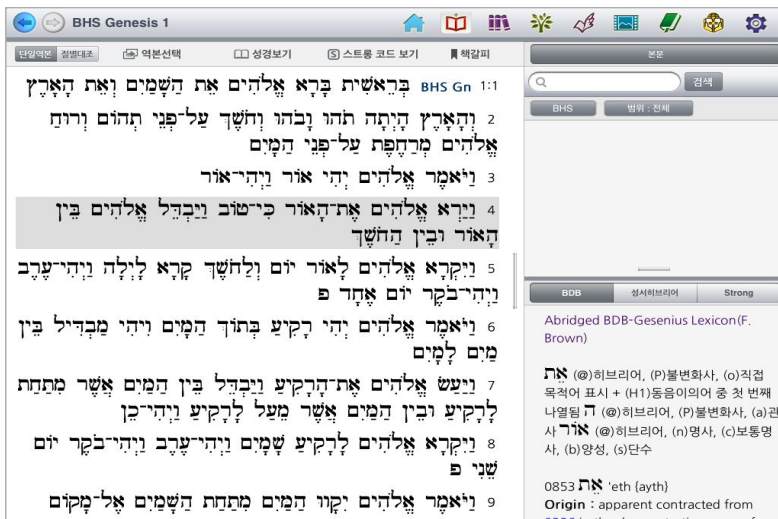 BHS Genesis 1
단일역본 절별대조 역본선택 성경보기 스트롱 코드 보기 책갈피
BHS Gn 1:1 בְּרֵאשִׁית בָּרָא אֱלֹהִים אֵת הַשָּׁמַיִם וְאֵת הָאָרֶץ
2 וְהָאָרֶץ הָיְתָה תֹהוּ וָבֹהוּ וְחֹשֶׁךְ עַל־פְּנֵי תְהוֹם וְרוּחַ
אֱלֹהִים מְרַחֶפֶת עַל־פְּנֵי הַמָּיִם
3 וַיֹּאמֶר אֱלֹהִים יְהִי אוֹר וַיְהִי־אוֹר
4 וַיַּרְא אֱלֹהִים אֶת־הָאוֹר כִּי־טוֹב וַיַּבְדֵּל אֱלֹהִים בֵּין
הָאוֹר וּבֵין הַחֹשֶׁךְ
5 וַיִּקְרָא אֱלֹהִים לָאוֹר יוֹם וְלַחֹשֶׁךְ קָרָא לָיְלָה וַיְהִי־עֶרֶב
וַיְהִי־בֹקֶר יוֹם אֶחָד פ
6 וַיֹּאמֶר אֱלֹהִים יְהִי רָקִיעַ בְּתוֹךְ הַמָּיִם וִיהִי מַבְדִּיל בֵּין
מַיִם לָמָיִם
7 וַיַּעַשׂ אֱלֹהִים אֶת־הָרָקִיעַ וַיַּבְדֵּל בֵּין הַמַּיִם אֲשֶׁר מִתַּחַת
לָרָקִיעַ וּבֵין הַמַּיִם אֲשֶׁר מֵעַל לָרָקִיעַ וַיְהִי־כֵן
8 וַיִּקְרָא אֱלֹהִים לָרָקִיעַ שָׁמָיִם וַיְהִי־עֶרֶב וַיְהִי־בֹקֶר יוֹם
שֵׁנִי פ
9 וַיֹּאמֶר אֱלֹהִים יִקָּווּ הַמַּיִם מִתַּחַת הַשָּׁמַיִם אֶל־מָקוֹם
본문
검색
BHS 범위 : 전체
BDB 성서히브리어 Strong
Abridged BDB-Gesenius Lexicon(F.
Brown)
אֵת (@)히브리어, (P)불변화사, (o)직접
목적어 표시 + (H1)동음이의어 중 첫 번째
나열됨 ה (@)히브리어, (P)불변화사, (a)관
사 אוֹר (@)히브리어, (n)명사, (c)보통명
사, (b)양성, (s)단수
0853 אֵת 'eth {ayth}
Origin : apparent contracted from